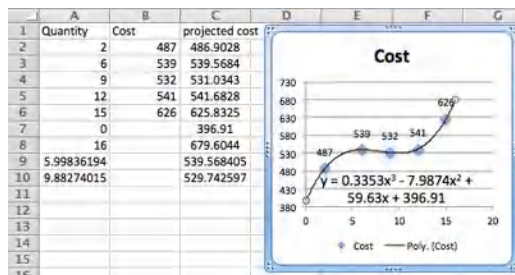 A B C D E F G
1 Quantity Cost projected cost
2 2 487 486.9028
3 6 539 539.5684
4 9 532 531.0343
5 12 541 541.6828
6 15 626 625.8325
7 0 396.91
8 16 679.6044
9 5.99836194 539.568405
10 9.88274015 529.742597
11
12
13
14
15
16
Cost
730
680
630
580
530
480
430
380
487 539 532 541 626
y = 0.3353x³ - 7.9874x² +
59.63x + 396.91
0 5 10 15 20
Cost Poly. (Cost)